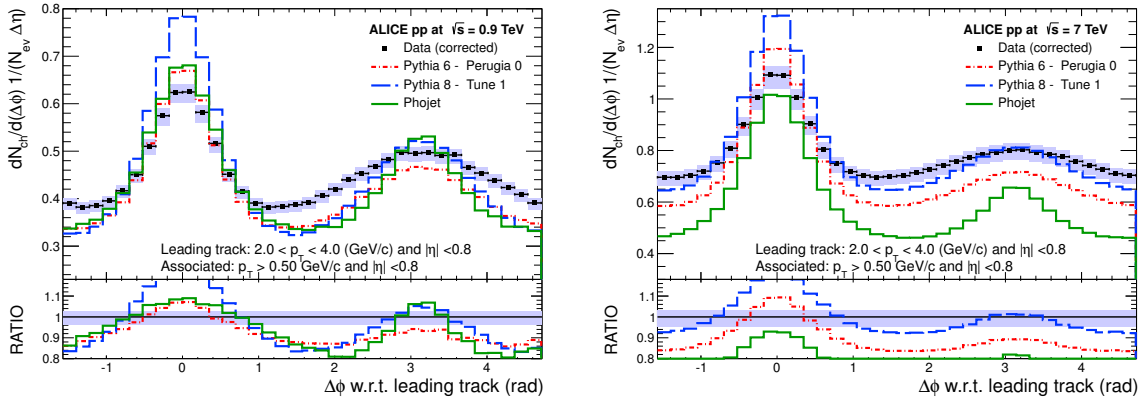 ALICE pp at √s = 0.9 TeV
Data (corrected)
Pythia 6 - Perugia 0
Pythia 8 - Tune 1
Phojet
dN_ch/d(Δϕ) 1/(N_ev Δη)
0.8
0.7
0.6
0.5
0.4
0.3
Leading track: 2.0 < p_T < 4.0 (GeV/c) and |η| <0.8
Associated: p_T > 0.50 GeV/c and |η| <0.8
RATIO
1.1
1
0.9
0.8
-1 0 1 2 3 4
Δϕ w.r.t. leading track (rad)
ALICE pp at √s = 7 TeV
Data (corrected)
Pythia 6 - Perugia 0
Pythia 8 - Tune 1
Phojet
dN_ch/d(Δϕ) 1/(N_ev Δη)
1.2
1
0.8
0.6
0.4
Leading track: 2.0 < p_T < 4.0 (GeV/c) and |η| <0.8
Associated: p_T > 0.50 GeV/c and |η| <0.8
RATIO
1.1
1
0.9
0.8
-1 0 1 2 3 4
Δϕ w.r.t. leading track (rad)